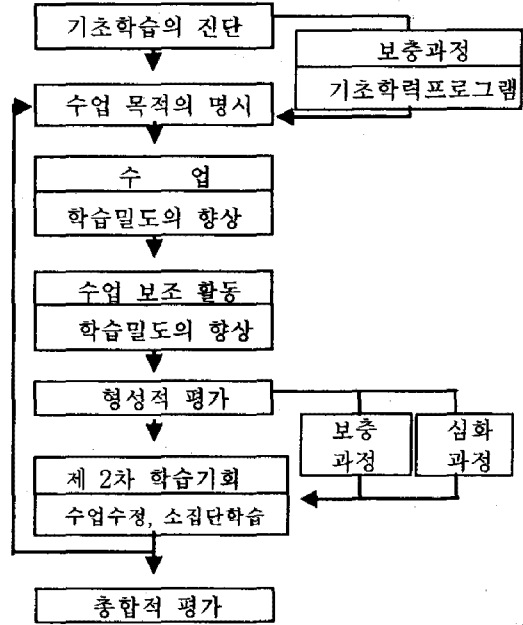 기초학습의 진단
보충과정
기초학력프로그램
수업 목적의 명시
수 업
학습밀도의 향상
수업 보조 활동
학습밀도의 향상
형성적 평가
보충
과정
심화
과정
제 2차 학습기회
수업수정, 소집단학습
총합적 평가